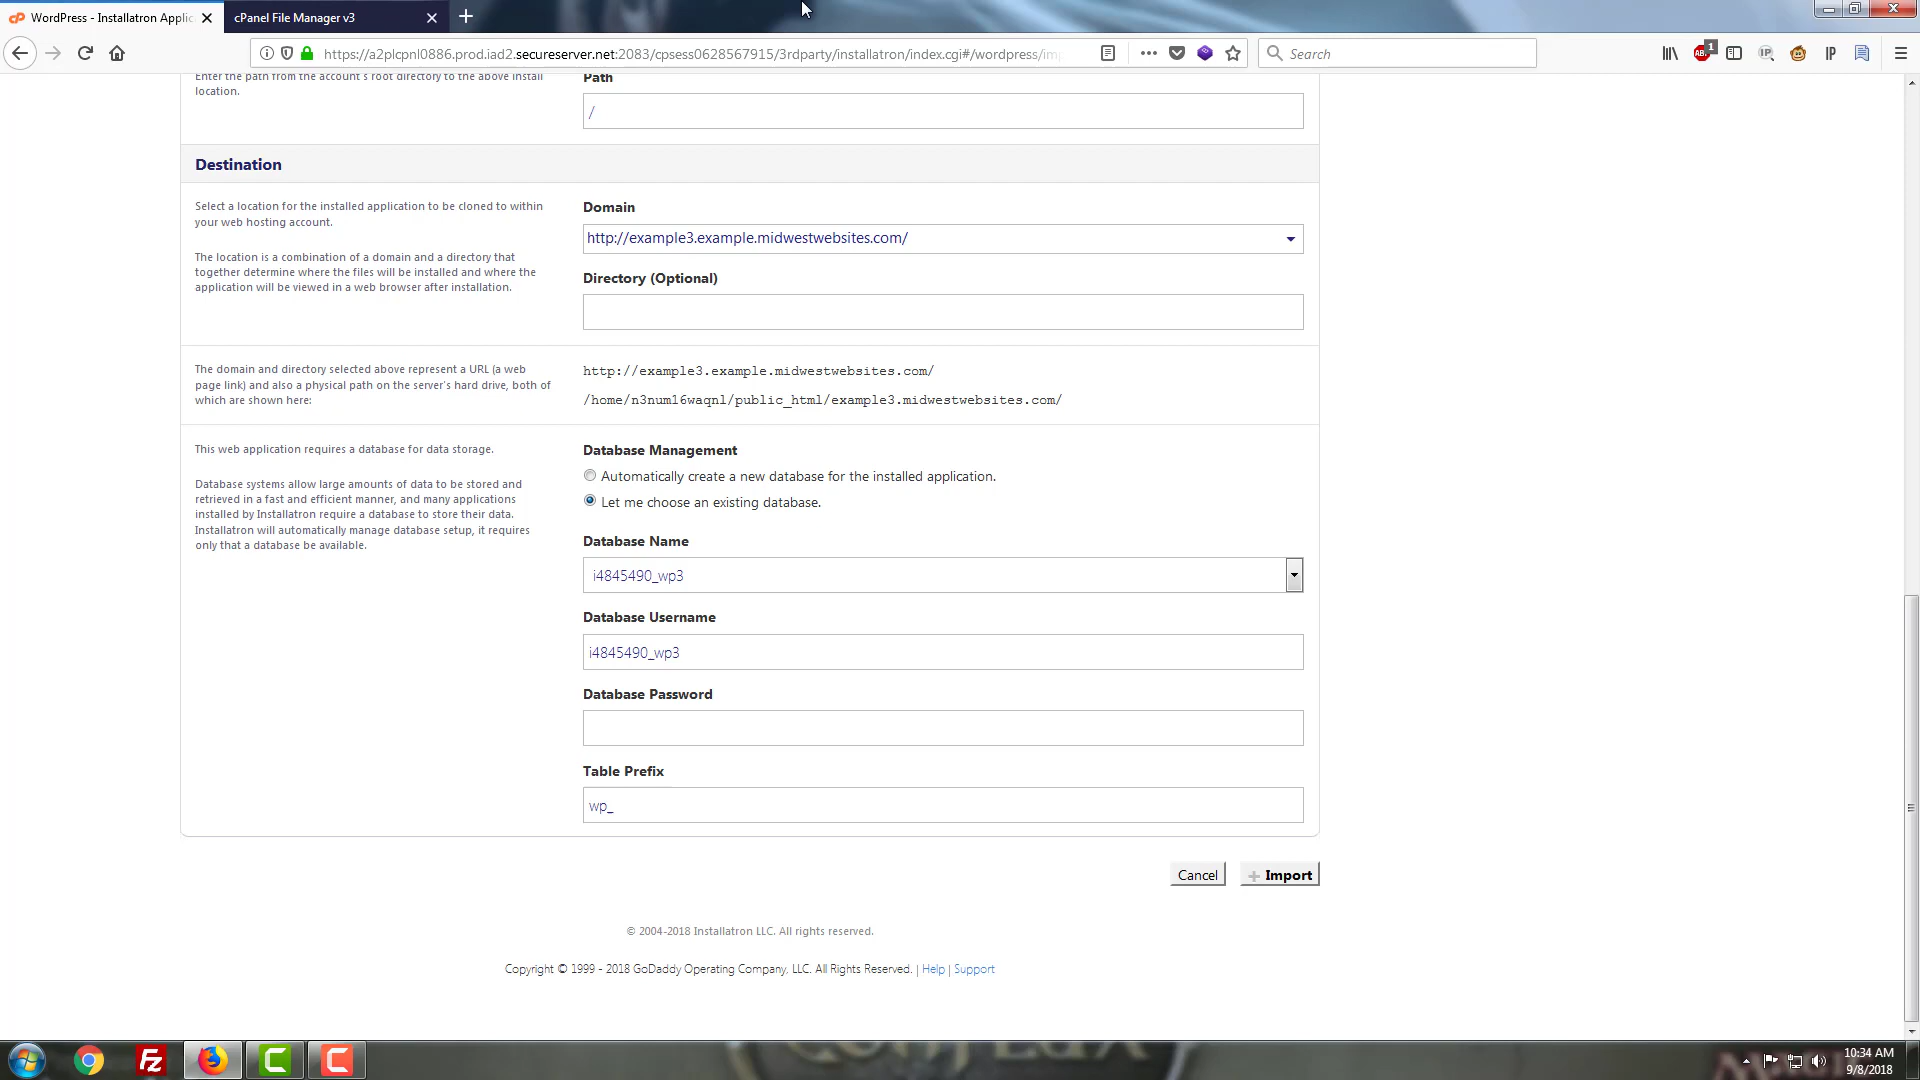 WordPress - Installatron Applic
cPanel File Manager v3
https://a2plcpnl0886.prod.iad2.secureserver.net:2083/cpsess0628567915/3rdparty/installatron/index.cgi#/wordpress/im
Search
1
Enter the path from the account's root directory to the above install
location.
Path
/
Destination
Select a location for the installed application to be cloned to within
your web hosting account.
The location is a combination of a domain and a directory that
together determine where the files will be installed and where the
application will be viewed in a web browser after installation.
Domain
http://example3.example.midwestwebsites.com/
Directory (Optional)
The domain and directory selected above represent a URL (a web
page link) and also a physical path on the server's hard drive, both of
which are shown here:
http://example3.example.midwestwebsites.com/
/home/n3num16waqnl/public_html/example3.midwestwebsites.com/
This web application requires a database for data storage.
Database systems allow large amounts of data to be stored and
retrieved in a fast and efficient manner, and many applications
installed by Installatron require a database to store their data.
Installatron will automatically manage database setup, it requires
only that a database be available.
Database Management
Automatically create a new database for the installed application.
Let me choose an existing database.
Database Name
i4845490_wp3
Database Username
i4845490_wp3
Database Password
Table Prefix
wp_
Cancel
Import
© 2004-2018 Installatron LLC. All rights reserved.
Copyright © 1999 - 2018 GoDaddy Operating Company, LLC. All Rights Reserved. | Help | Support
10:34 AM
9/8/2018